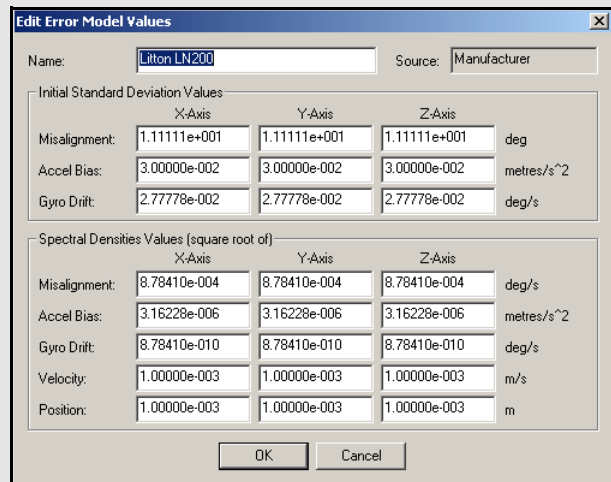 Edit Error Model Values
Name: Litton LN200 Source: Manufacturer
Initial Standard Deviation Values
X-Axis Y-Axis Z-Axis
Misalignment: 1.11111e+001 1.11111e+001 1.11111e+001 deg
Accel Bias: 3.00000e-002 3.00000e-002 3.00000e-002 metres/s^2
Gyro Drift: 2.77778e-002 2.77778e-002 2.77778e-002 deg/s
Spectral Densities Values (square root of)
X-Axis Y-Axis Z-Axis
Misalignment: 8.78410e-004 8.78410e-004 8.78410e-004 deg/s
Accel Bias: 3.16228e-006 3.16228e-006 3.16228e-006 metres/s^2
Gyro Drift: 8.78410e-010 8.78410e-010 8.78410e-010 deg/s
Velocity: 1.00000e-003 1.00000e-003 1.00000e-003 m/s
Position: 1.00000e-003 1.00000e-003 1.00000e-003 m
OK Cancel